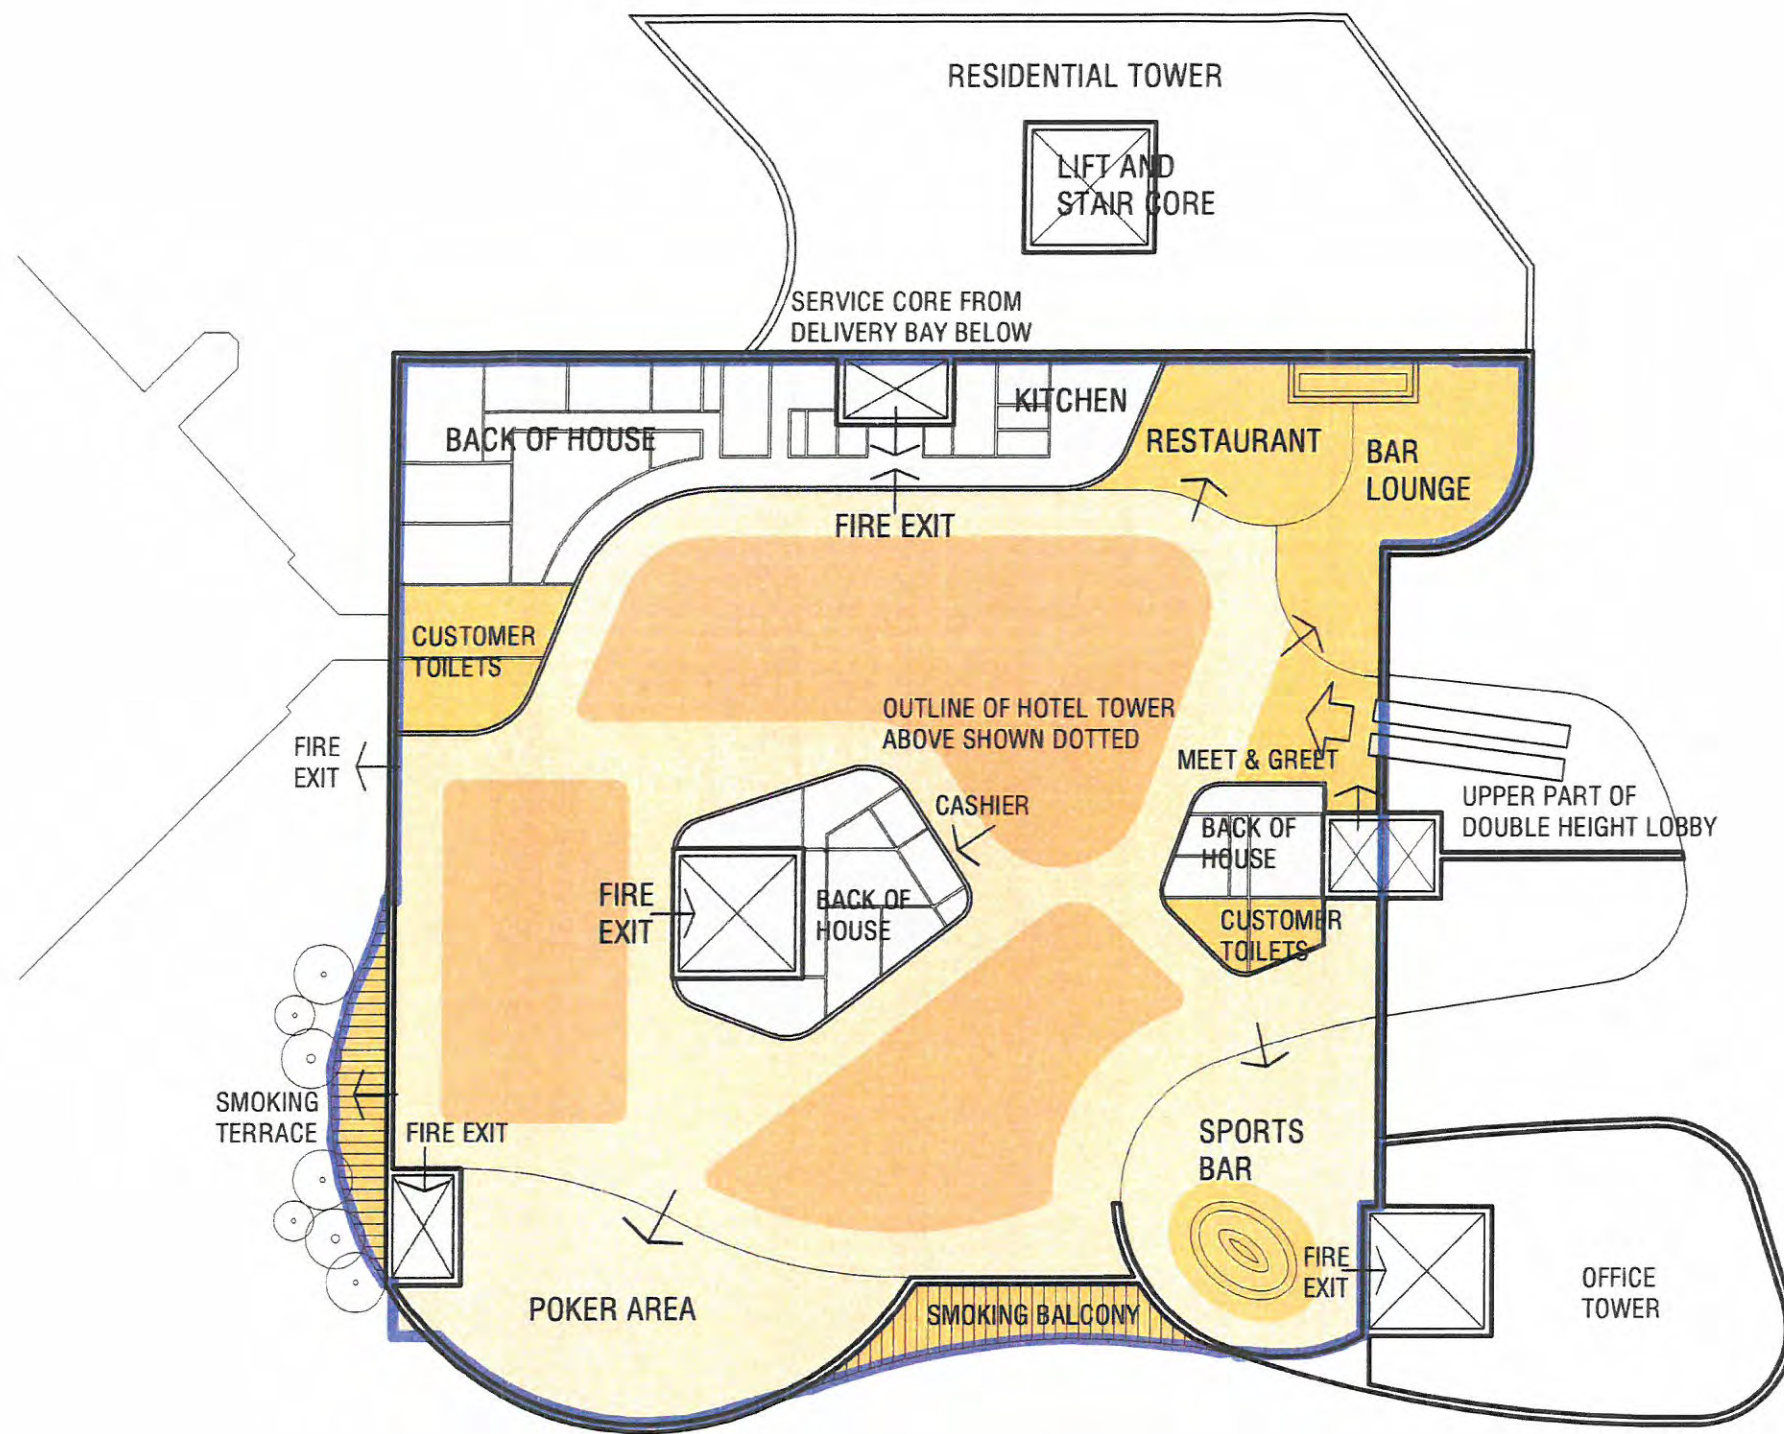 RESIDENTIAL TOWER
LIFT AND
STAIR CORE
SERVICE CORE FROM
DELIVERY BAY BELOW
KITCHEN
BACK OF HOUSE
RESTAURANT
BAR
LOUNGE
FIRE EXIT
CUSTOMER
TOILETS
OUTLINE OF HOTEL TOWER
ABOVE SHOWN DOTTED
FIRE
EXIT
MEET & GREET
CASHIER
UPPER PART OF
DOUBLE HEIGHT LOBBY
BACK OF
HOUSE
FIRE
EXIT
BACK OF
HOUSE
CUSTOMER
TOILETS
SMOKING
TERRACE
FIRE EXIT
SPORTS
BAR
FIRE
EXIT
OFFICE
TOWER
POKER AREA
SMOKING BALCONY